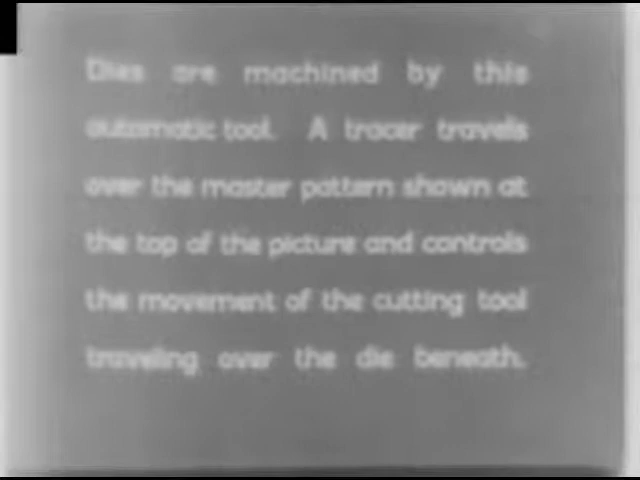 Dies are machined by this
automatic tool. A tracer travels
over the master pattern shown at
the top of the picture and controls
the movement of the cutting tool
traveling over the die beneath.